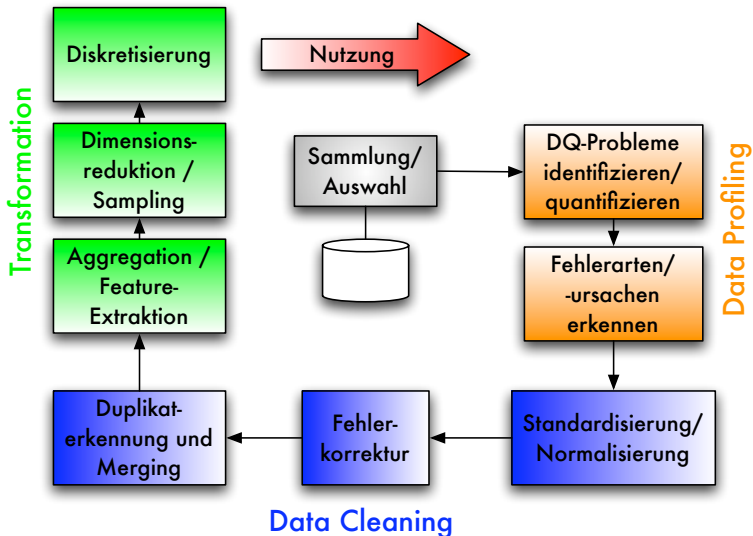 Diskretisierung
Nutzung
Transformation
Dimensions-
reduktion /
Sampling
Sammlung/
Auswahl
DQ-Probleme
identifizieren/
quantifizieren
Data Profiling
Aggregation /
Feature-
Extraktion
Fehlerarten/
-ursachen
erkennen
Duplikat-
erkennung und
Merging
Fehler-
korrektur
Standardisierung/
Normalisierung
Data Cleaning